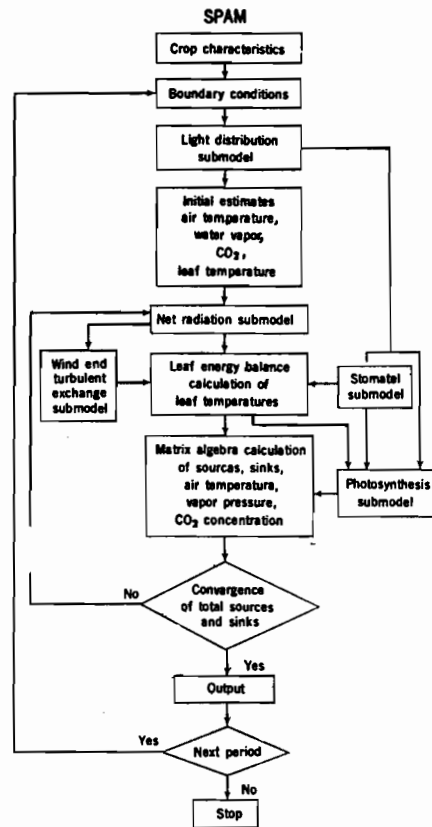 SPAM
Crop characteristics
Boundary conditions
Light distribution
submodel
Initial estimates
air temperature,
water vapor,
CO₂,
leaf temperature
Net radiation submodel
Wind end
turbulent
exchange
submodel
Leaf energy balance
calculation of
leaf temperatures
Stomatel
submodel
Matrix algebra calculation
of sourcas, sinks,
air temperature,
vapor pressure,
CO₂ concentration
Photosynthesis
submodel
No
Convergence
of total sources
and sinks
Yes
Output
Yes
Next period
No
Stop